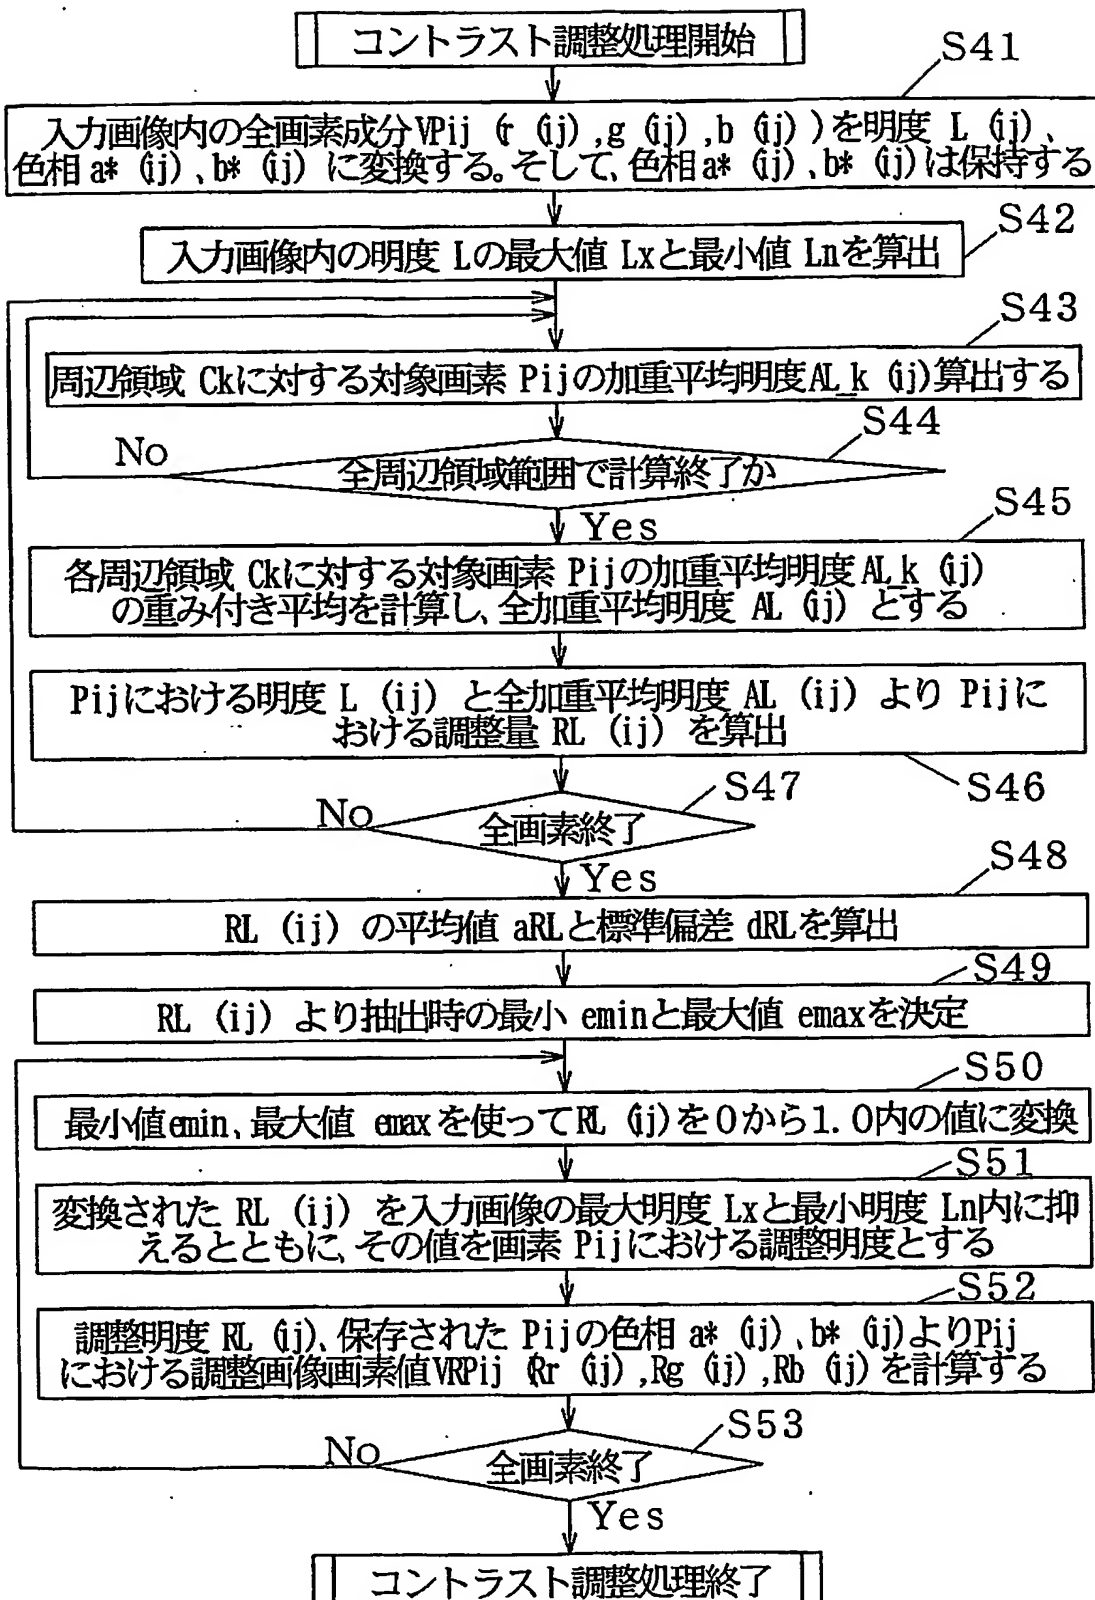 コントラスト調整処理開始
S41
入力画像内の全画素成分VPij (r (ij) ,g (ij) ,b (ij) )を明度 L (ij)、
色相 a* (ij)、b* (ij) に変換する。そして、色相 a* (ij)、b* (ij)は保持する
S42
入力画像内の明度 Lの最大値 Lxと最小値 Lnを算出
S43
周辺領域 Ckに対する対象画素 Pijの加重平均明度AL_k (ij)算出する
S44
No
全周辺領域範囲で計算終了か
Yes
S45
各周辺領域 Ckに対する対象画素 Pijの加重平均明度AL_k (ij)
の重み付き平均を計算し、全加重平均明度 AL (ij) とする
Pijにおける明度 L (ij) と全加重平均明度 AL (ij) より Pijに
おける調整量 RL (ij) を算出
S46
S47
No
全画素終了
Yes
S48
RL (ij) の平均値 aRLと標準偏差 dRLを算出
S49
RL (ij) より抽出時の最小 eminと最大値 emaxを決定
S50
最小値emin、最大値 emaxを使ってRL (ij)を0から1.0内の値に変換
S51
変換された RL (ij) を入力画像の最大明度 Lxと最小明度 Ln内に抑
えるとともに、その値を画素 Pijにおける調整明度とする
S52
調整明度 RL (ij)、保存された Pijの色相 a* (ij)、b* (ij)よりPij
における調整画像画素値VRPij (Rr (ij) ,Rg (ij) ,Rb (ij) を計算する
S53
No
全画素終了
Yes
コントラスト調整処理終了